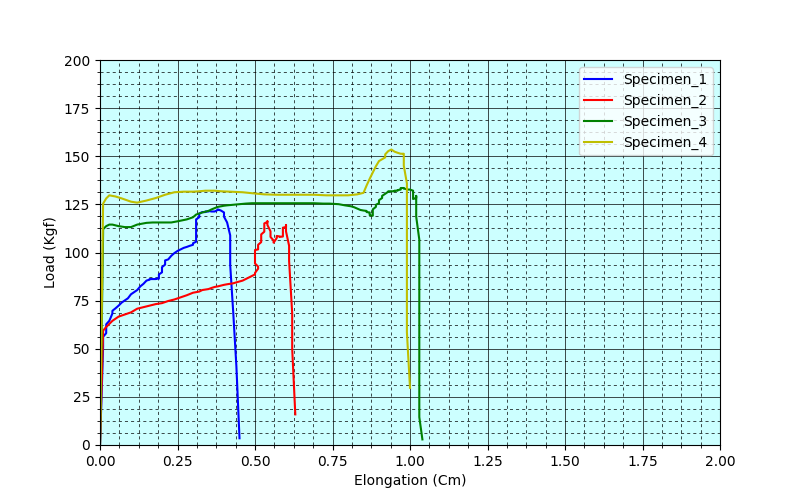 200
175
150
125
100
75
50
25
0
Load (Kgf)
Specimen_1
Specimen_2
Specimen_3
Specimen_4
0.00 0.25 0.50 0.75 1.00 1.25 1.50 1.75 2.00
Elongation (Cm)